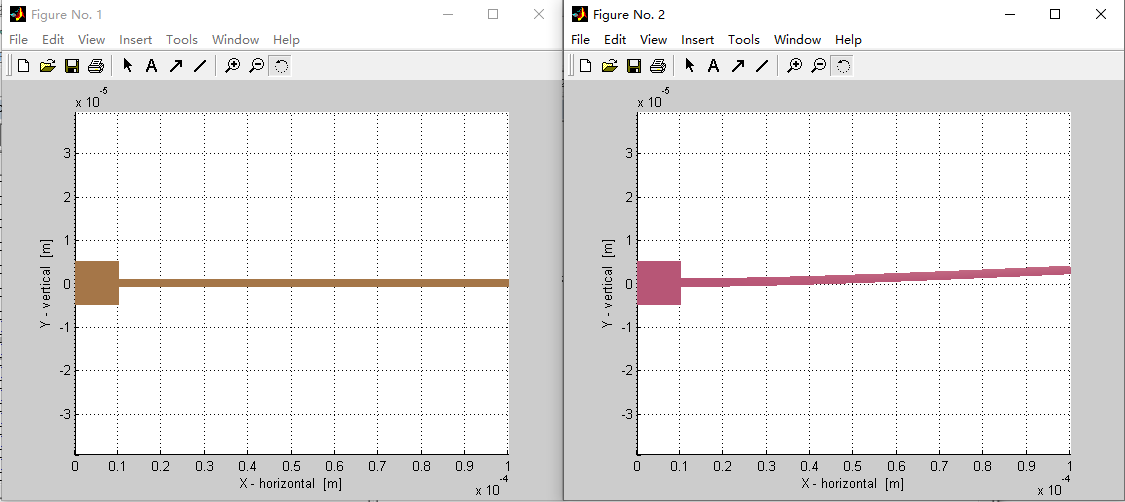 Figure No. 1
File Edit View Insert Tools Window Help
A
x 10-5
3
2
1
0
-1
-2
-3
Y - vertical [m]
0 0.1 0.2 0.3 0.4 0.5 0.6 0.7 0.8 0.9 1
X - horizontal [m]
x 10-4
Figure No. 2
File Edit View Insert Tools Window Help
A
x 10-5
3
2
1
0
-1
-2
-3
Y - vertical [m]
0 0.1 0.2 0.3 0.4 0.5 0.6 0.7 0.8 0.9 1
X - horizontal [m]
x 10-4